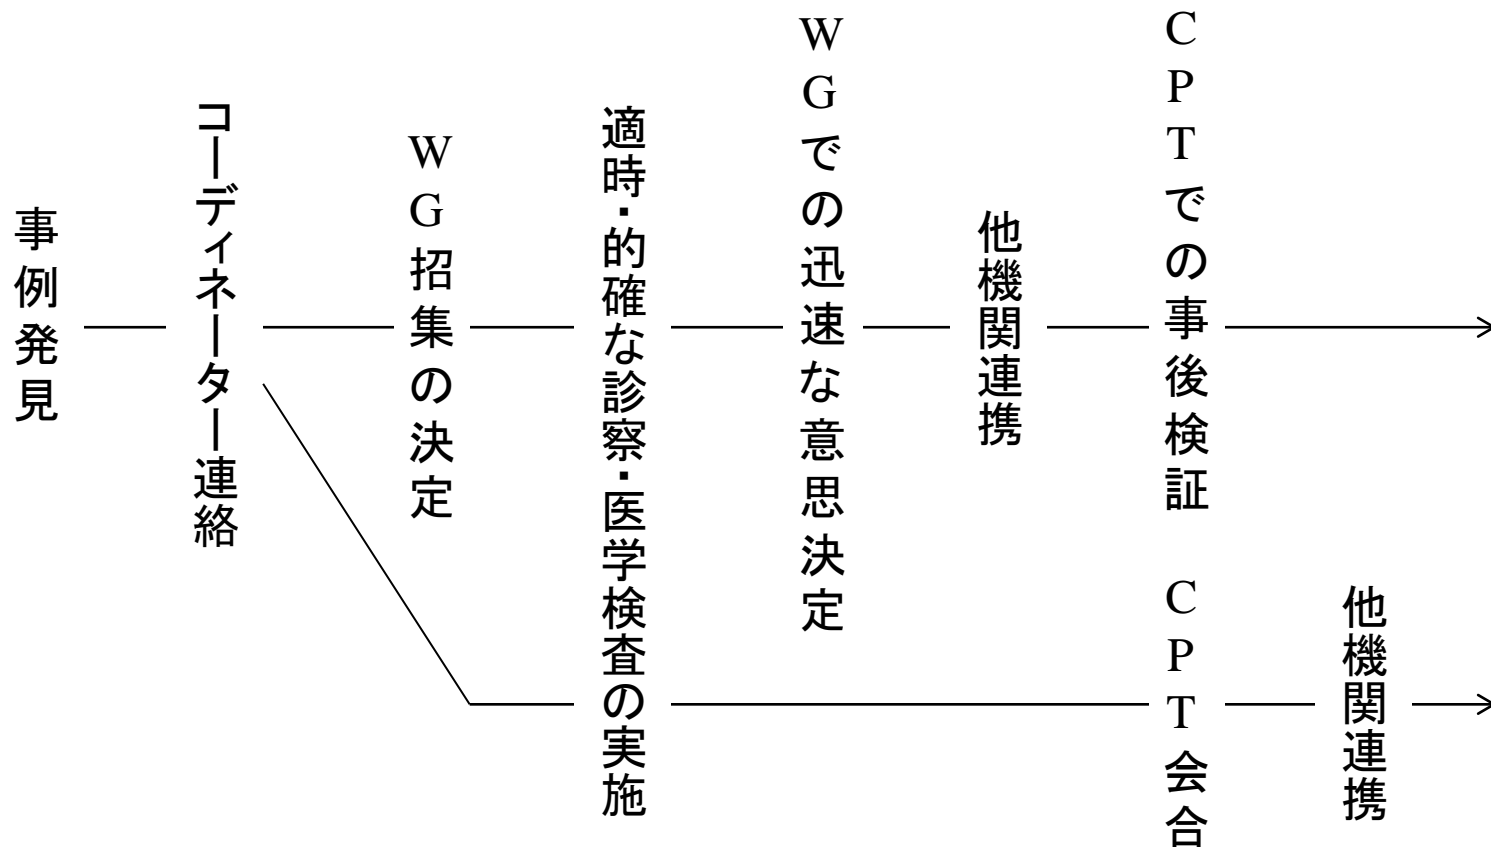 事例発見
コーディネーター連絡
WG招集の決定
適時・的確な診察・医学検査の実施
WGでの迅速な意思決定
他機関連携
CPTでの事後検証
CPT会合
他機関連携